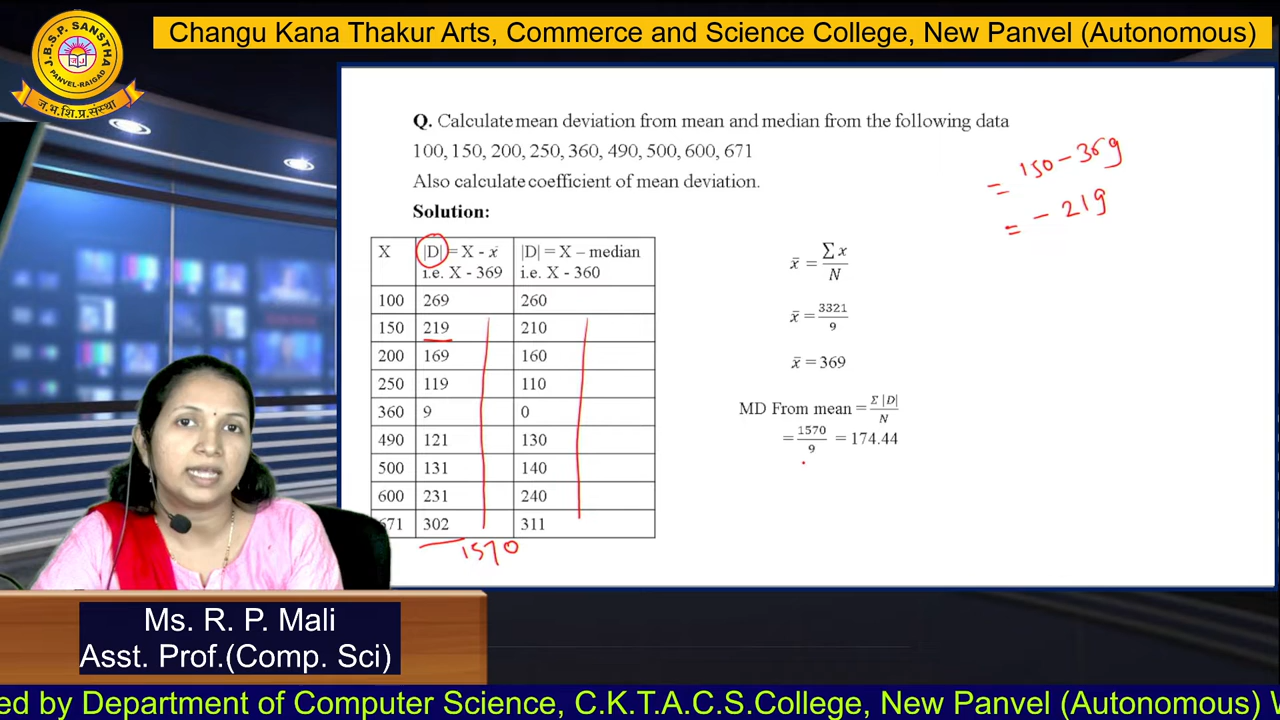 Changu Kana Thakur Arts, Commerce and Science College, New Panvel (Autonomous)
J.B.S.P. SANSTHA
PANVEL-RAIGAD
ज.भ.शि.प्र.संस्था
Q. Calculate mean deviation from mean and median from the following data
100, 150, 200, 250, 360, 490, 500, 600, 671
Also calculate coefficient of mean deviation.
Solution:
= 150 - 369
= - 219
X |D| = X - x̄ |D| = X – median
i.e. X - 369 i.e. X - 360
100 269 260
150 219 210
200 169 160
250 119 110
360 9 0
490 121 130
500 131 140
600 231 240
671 302 311
1570
x̄ = Σx / N
x̄ = 3321 / 9
x̄ = 369
MD From mean = Σ |D| / N
= 1570 / 9 = 174.44
Ms. R. P. Mali
Asst. Prof.(Comp. Sci)
ed by Department of Computer Science, C.K.T.A.C.S.College, New Panvel (Autonomous)